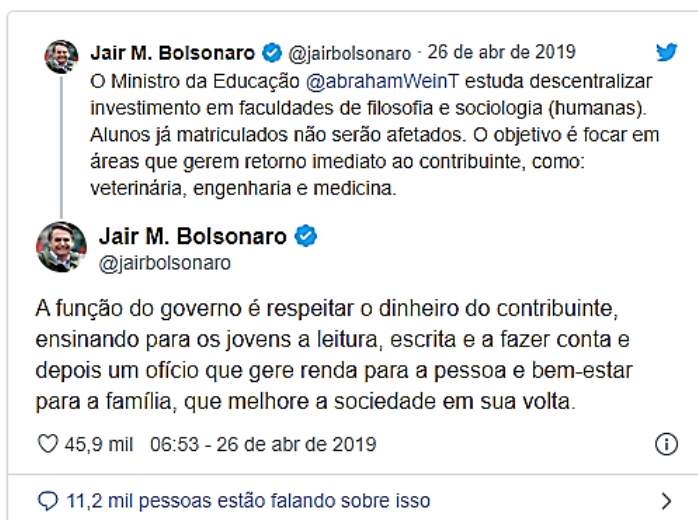 Jair M. Bolsonaro @jairbolsonaro · 26 de abr de 2019
O Ministro da Educação @abrahamWeinT estuda descentralizar
investimento em faculdades de filosofia e sociologia (humanas).
Alunos já matriculados não serão afetados. O objetivo é focar em
áreas que gerem retorno imediato ao contribuinte, como:
veterinária, engenharia e medicina.
Jair M. Bolsonaro
@jairbolsonaro
A função do governo é respeitar o dinheiro do contribuinte,
ensinando para os jovens a leitura, escrita e a fazer conta e
depois um ofício que gere renda para a pessoa e bem-estar
para a família, que melhore a sociedade em sua volta.
45,9 mil 06:53 - 26 de abr de 2019
11,2 mil pessoas estão falando sobre isso